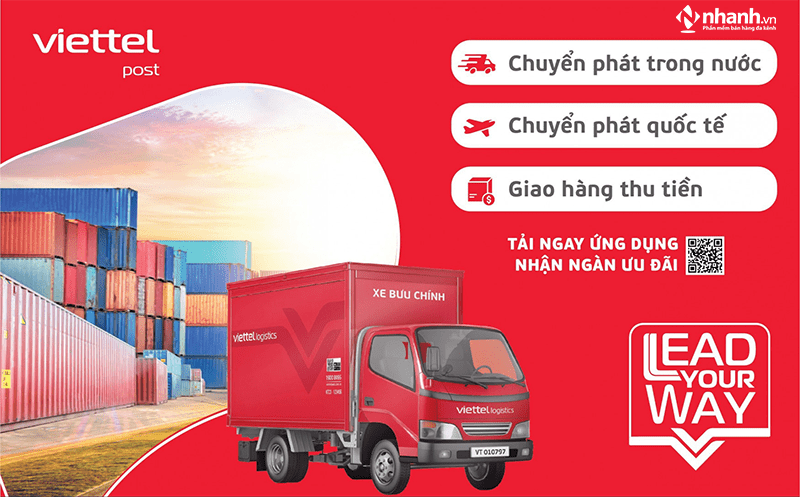 viettel
post
nhanh.vn
Phần mềm bán hàng đa kênh
Chuyển phát trong nước
Chuyển phát quốc tế
Giao hàng thu tiền
TẢI NGAY ỨNG DỤNG
NHẬN NGÀN ƯU ĐÃI
XE BƯU CHÍNH
viettel logistics
viettel logistics
VT 010797
LEAD
YOUR
WAY